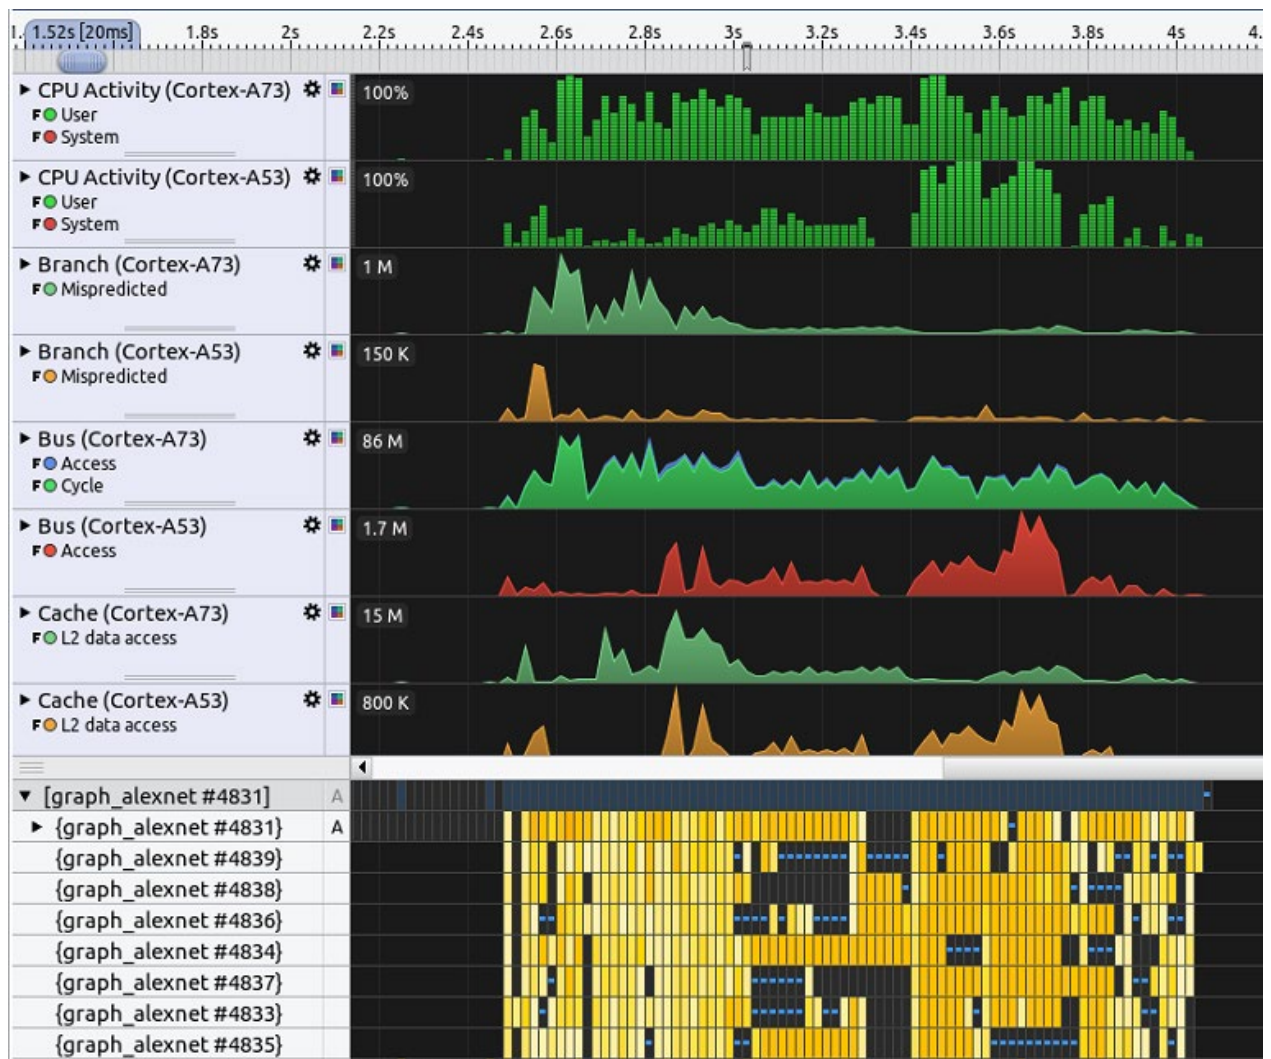 1. 1.52s [20ms] 1.8s 2s 2.2s 2.4s 2.6s 2.8s 3s 3.2s 3.4s 3.6s 3.8s 4s 4.
CPU Activity (Cortex-A73) 100%
F User
F System
CPU Activity (Cortex-A53) 100%
F User
F System
Branch (Cortex-A73) 1 M
F Mispredicted
Branch (Cortex-A53) 150 K
F Mispredicted
Bus (Cortex-A73) 86 M
F Access
F Cycle
Bus (Cortex-A53) 1.7 M
F Access
Cache (Cortex-A73) 15 M
F L2 data access
Cache (Cortex-A53) 800 K
F L2 data access
[graph_alexnet #4831] A
{graph_alexnet #4831} A
{graph_alexnet #4839}
{graph_alexnet #4838}
{graph_alexnet #4836}
{graph_alexnet #4834}
{graph_alexnet #4837}
{graph_alexnet #4833}
{graph_alexnet #4835}